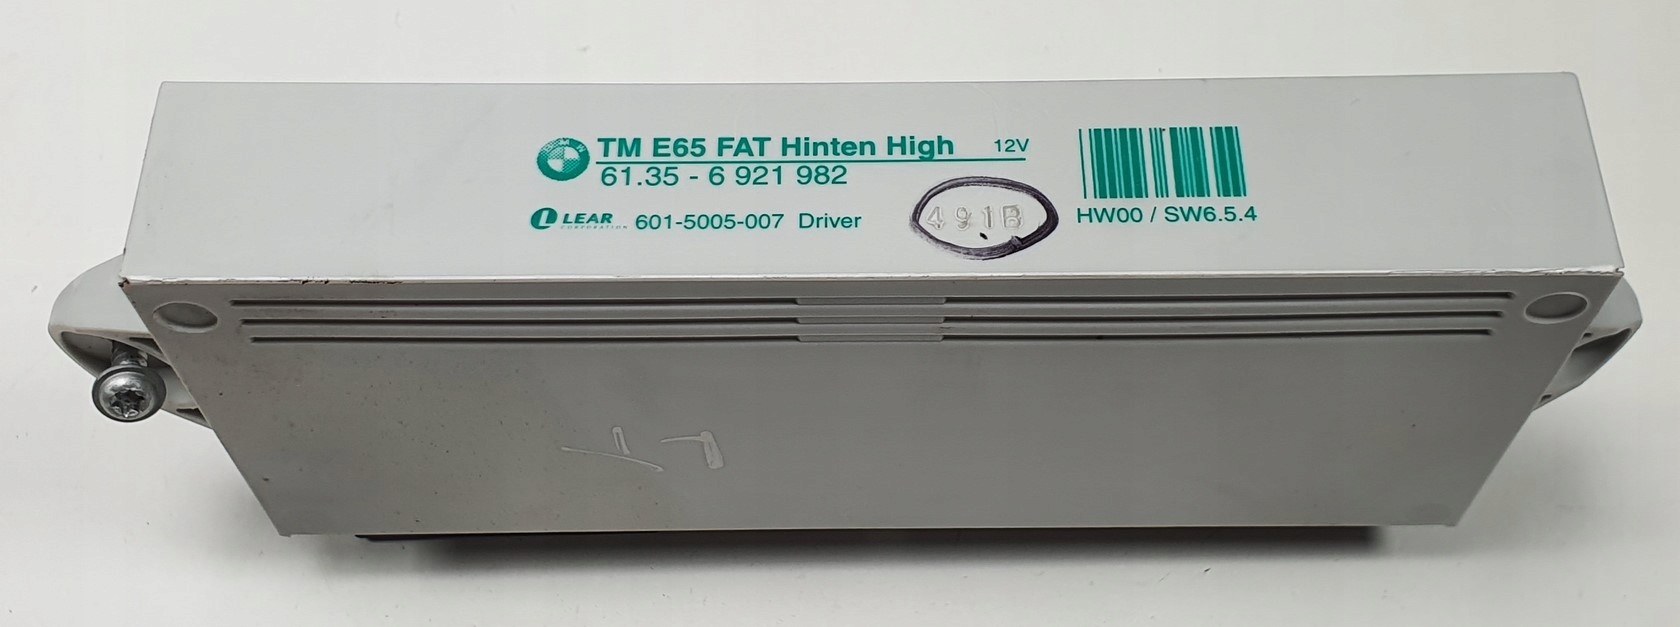 TM E65 FAT Hinten High 12V
61.35 - 6 921 982
LEAR CORPORATION 601-5005-007 Driver
491B
HW00 / SW6.5.4